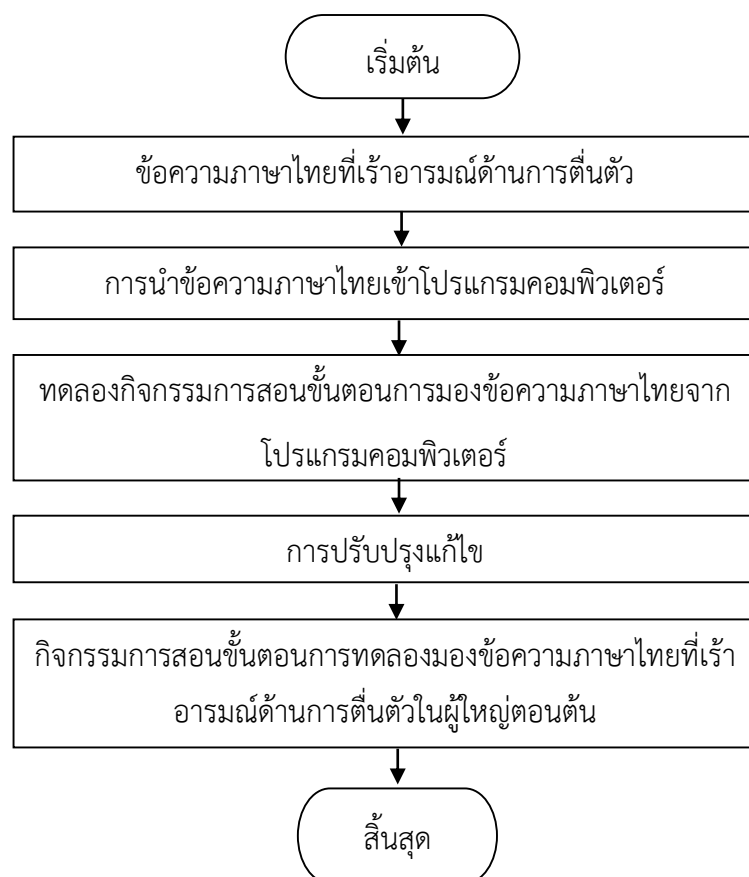 เริ่มต้น
ข้อความภาษาไทยที่เร้าอารมณ์ด้านการตื่นตัว
การนำข้อความภาษาไทยเข้าโปรแกรมคอมพิวเตอร์
ทดลองกิจกรรมการสอนขั้นตอนการมองข้อความภาษาไทยจาก
โปรแกรมคอมพิวเตอร์
การปรับปรุงแก้ไข
กิจกรรมการสอนขั้นตอนการทดลองมองข้อความภาษาไทยที่เร้า
อารมณ์ด้านการตื่นตัวในผู้ใหญ่ตอนต้น
สิ้นสุด